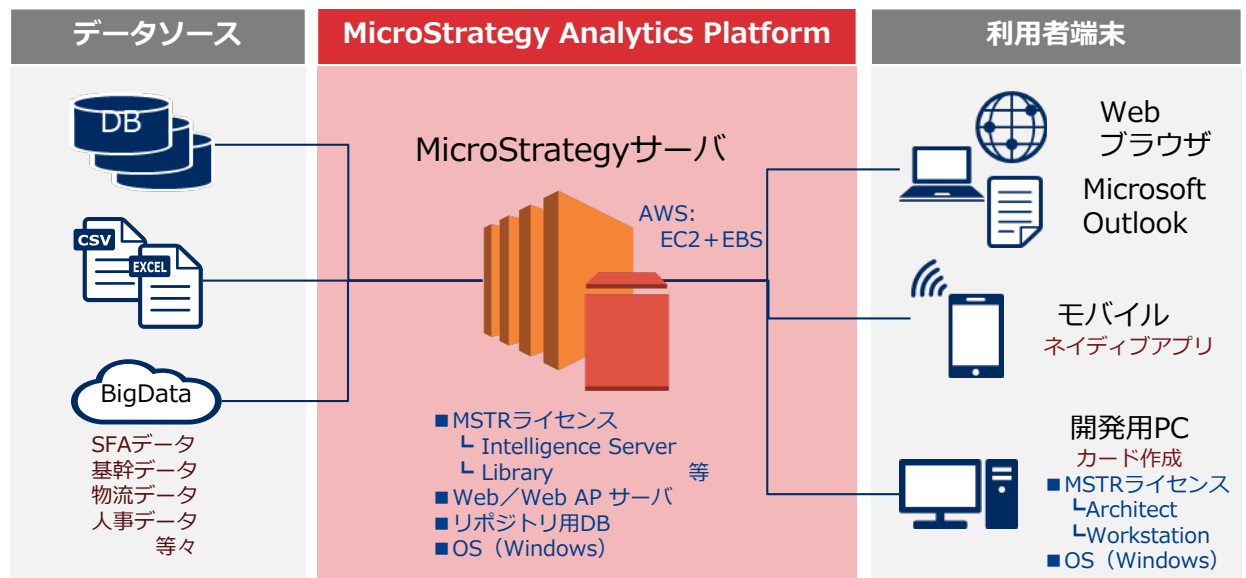 データソース
DB
CSV
EXCEL
BigData
SFAデータ
基幹データ
物流データ
人事データ
等々
MicroStrategy Analytics Platform
MicroStrategyサーバ
AWS:
EC2+EBS
■MSTRライセンス
┗ Intelligence Server
┗ Library 等
■Web/Web AP サーバ
■リポジトリ用DB
■OS(Windows)
利用者端末
Web
ブラウザ
Microsoft
Outlook
モバイル
ネイディブアプリ
開発用PC
カード作成
■MSTRライセンス
┗Architect
┗Workstation
■OS(Windows)